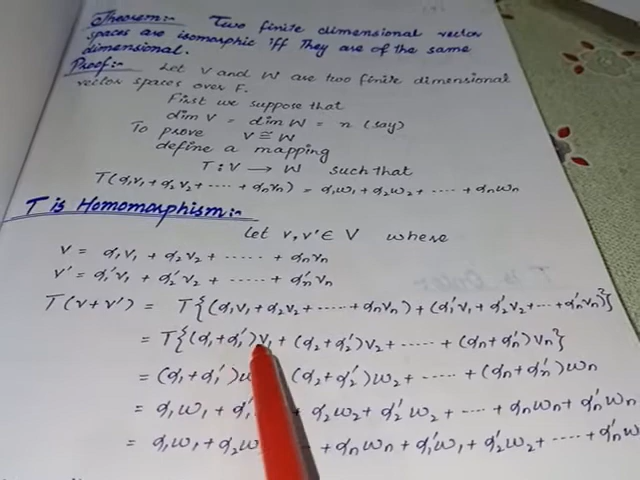 Theorem:- Two finite dimensional vector
spaces are isomorphic iff They are of the same
dimensional.
Proof:- Let V and W are two finite dimensional
vector spaces over F.
First we suppose that
dim V = dim W = n (say)
To prove V ≅ W
define a mapping
T : V → W such that
T(α₁v₁ + α₂v₂ + ---- + αₙvₙ) = α₁w₁ + α₂w₂ + ---- + αₙwₙ
T is Homomorphism:-
Let v, v' ∈ V where
v = α₁v₁ + α₂v₂ + ----- + αₙvₙ
v' = α₁'v₁ + α₂'v₂ + ----- + αₙ'vₙ
T(v+v') = T{(α₁v₁ + α₂v₂ + ---- + αₙvₙ) + (α₁'v₁ + α₂'v₂ + --- + αₙ'vₙ)}
= T{(α₁+α₁')v₁ + (α₂+α₂')v₂ + ----- + (αₙ+αₙ')vₙ}
= (α₁+α₁') (α₂+α₂')w₂ + ----- + (αₙ+αₙ')wₙ
= α₁w₁ + α₁' + α₂w₂ + α₂'w₂ + ---- + αₙwₙ + αₙ'wₙ
= α₁w₁ + α₂w₂ + αₙwₙ + α₁'w₁ + α₂'w₂ + ---- + αₙ'w